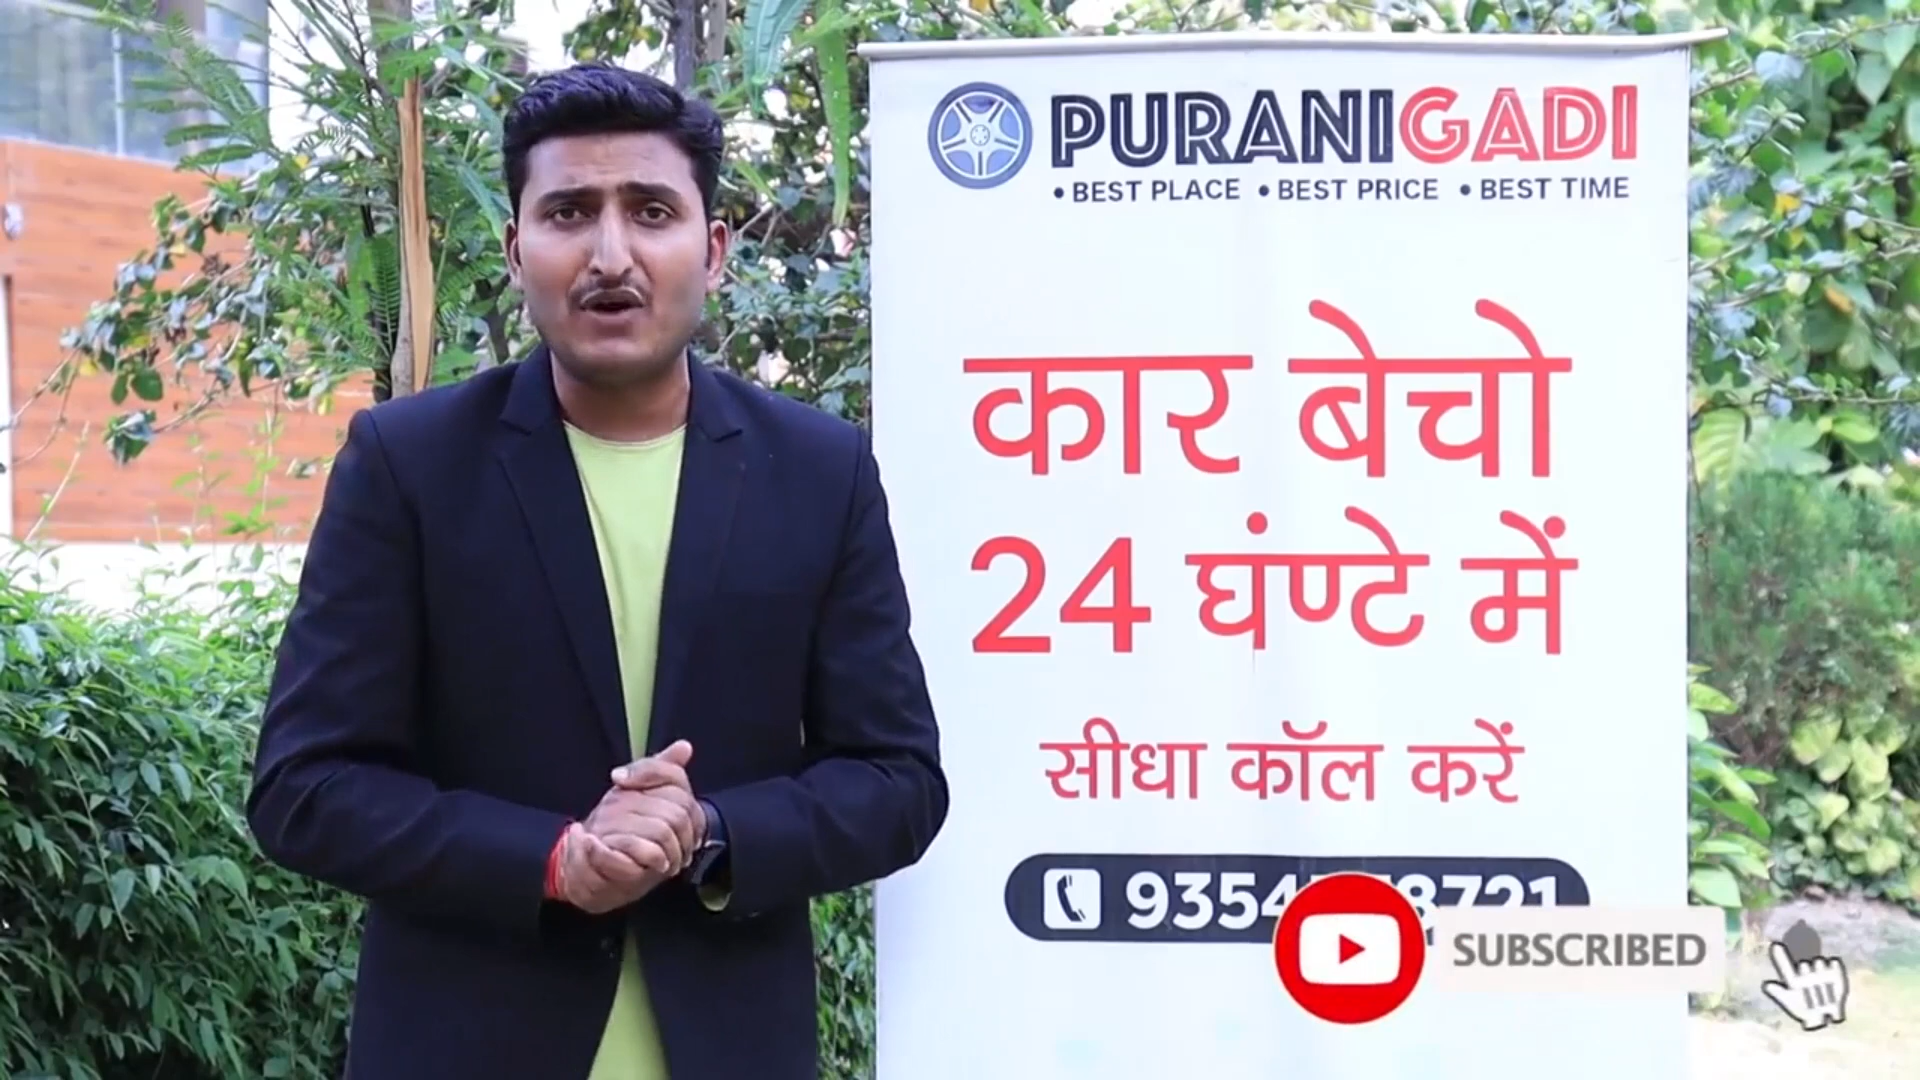 PURANIGADI
• BEST PLACE • BEST PRICE • BEST TIME
कार बेचो
24 घंण्टे में
सीधा कॉल करें
SUBSCRIBED